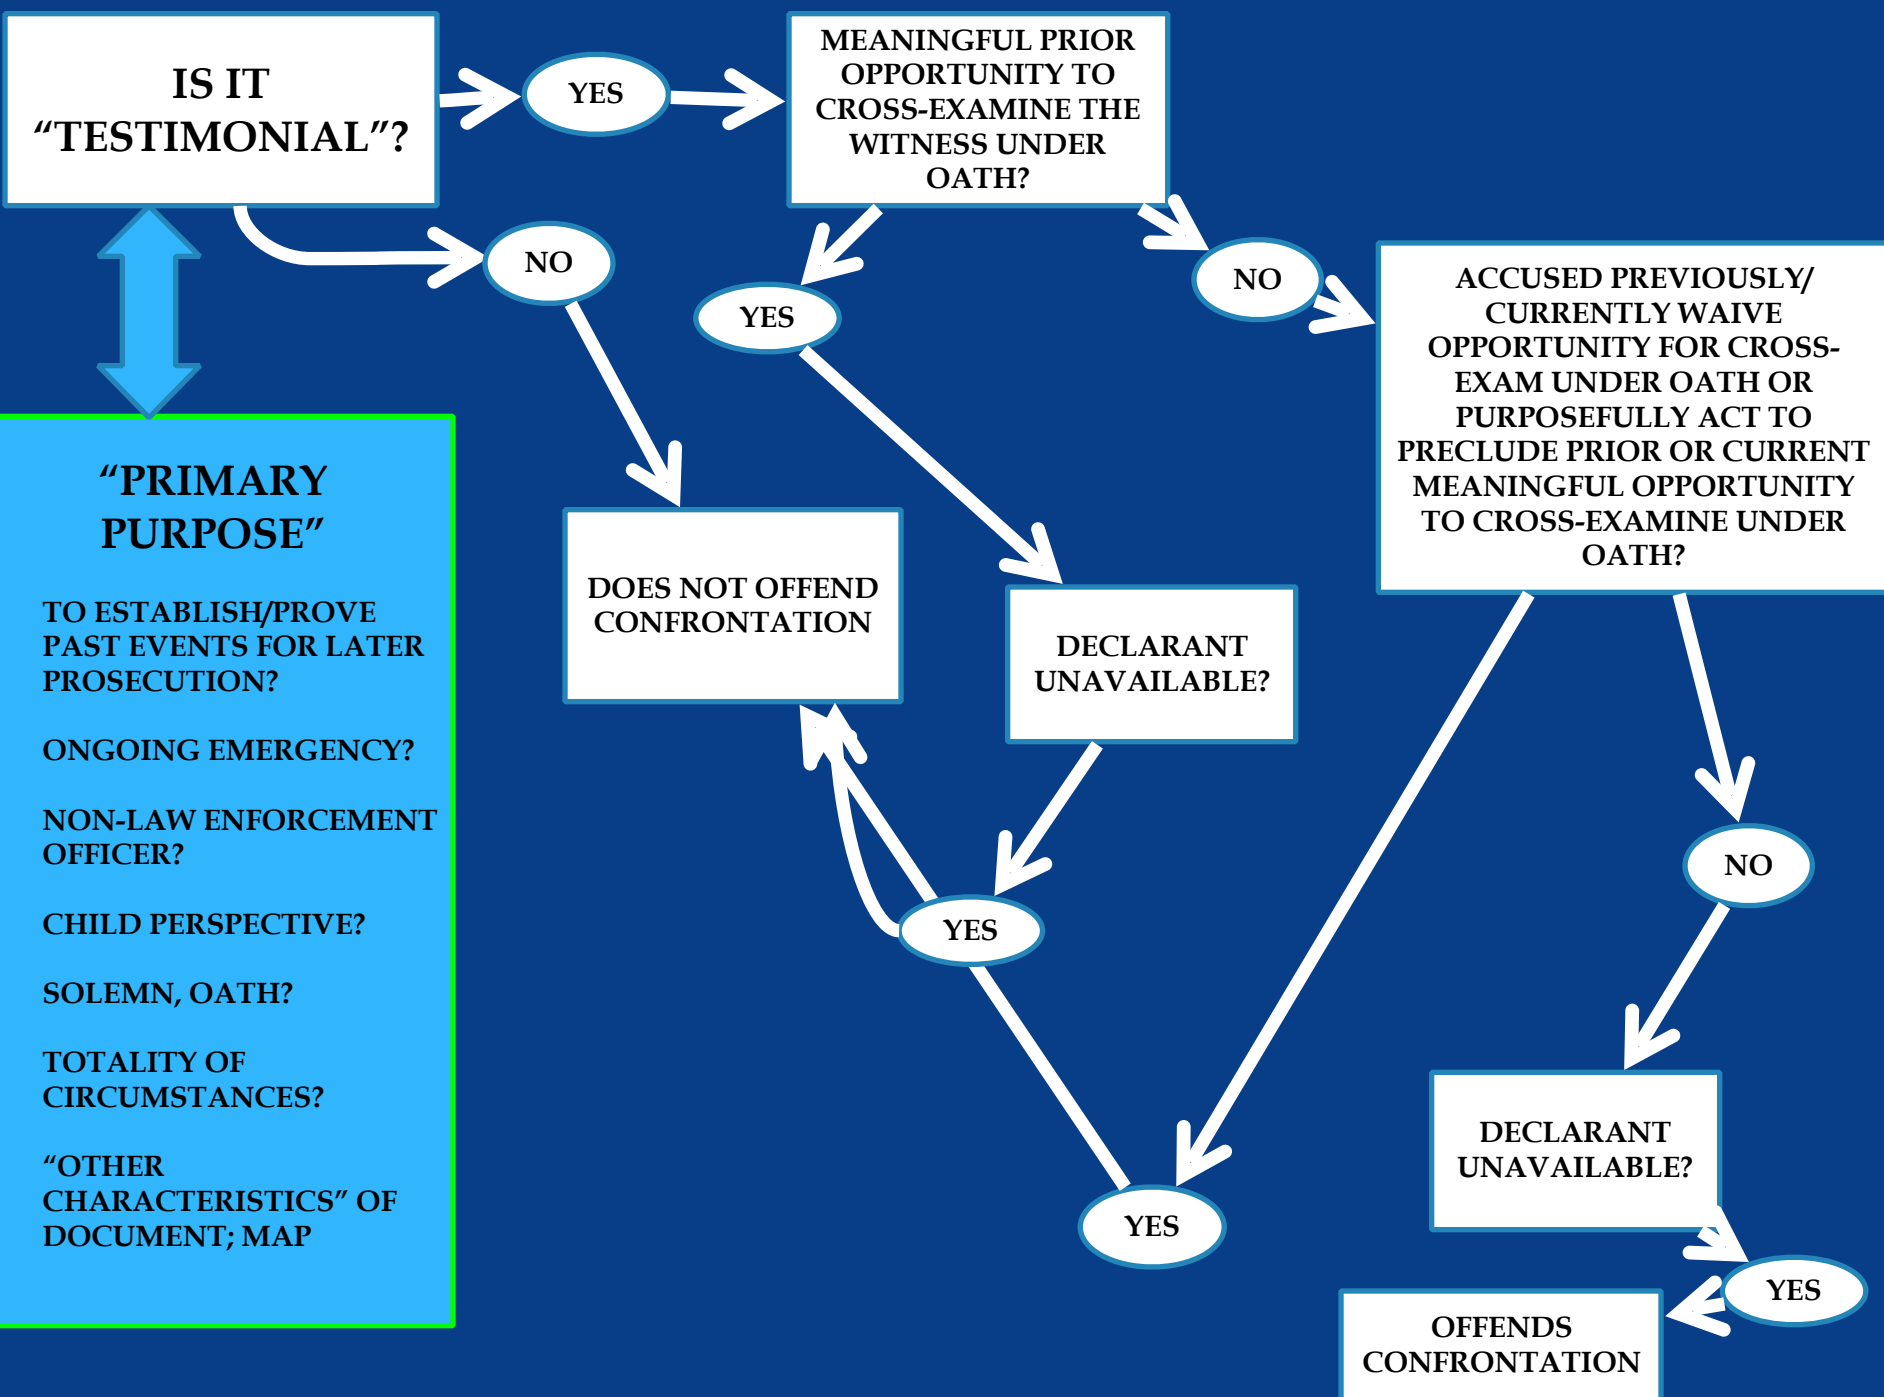 IS IT
“TESTIMONIAL”?
YES
MEANINGFUL PRIOR
OPPORTUNITY TO
CROSS-EXAMINE THE
WITNESS UNDER
OATH?
NO
YES
NO
ACCUSED PREVIOUSLY/
CURRENTLY WAIVE
OPPORTUNITY FOR CROSS-
EXAM UNDER OATH OR
PURPOSEFULLY ACT TO
PRECLUDE PRIOR OR CURRENT
MEANINGFUL OPPORTUNITY
TO CROSS-EXAMINE UNDER
OATH?
“PRIMARY
PURPOSE”
TO ESTABLISH/PROVE
PAST EVENTS FOR LATER
PROSECUTION?
ONGOING EMERGENCY?
NON-LAW ENFORCEMENT
OFFICER?
CHILD PERSPECTIVE?
SOLEMN, OATH?
TOTALITY OF
CIRCUMSTANCES?
“OTHER
CHARACTERISTICS” OF
DOCUMENT; MAP
DOES NOT OFFEND
CONFRONTATION
DECLARANT
UNAVAILABLE?
YES
NO
YES
DECLARANT
UNAVAILABLE?
YES
OFFENDS
CONFRONTATION